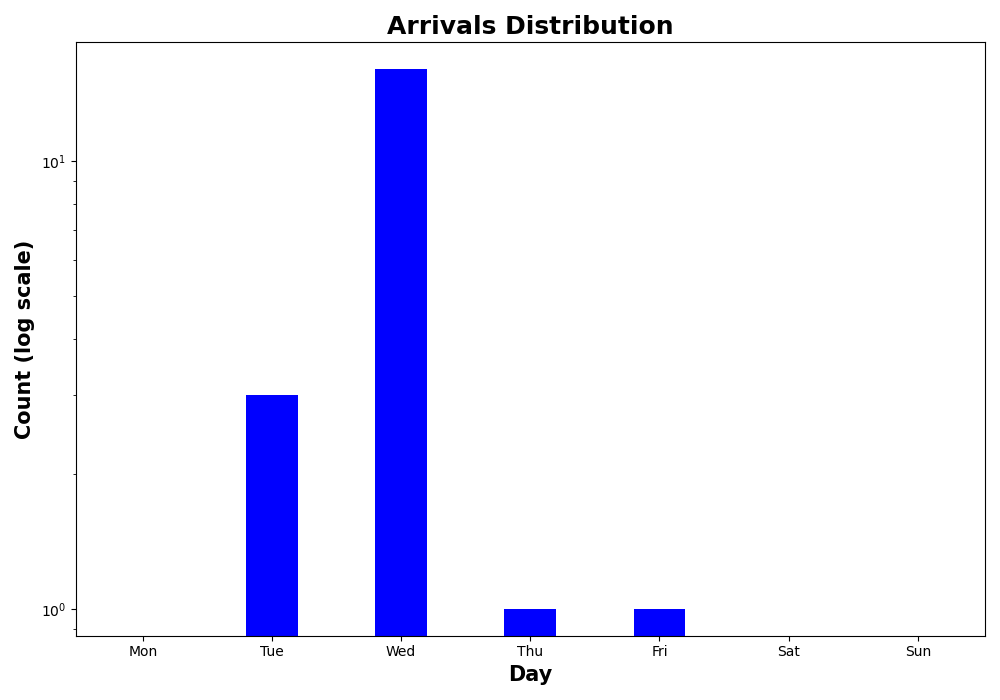 Arrivals Distribution
Count (log scale)
10¹
10⁰
Mon Tue Wed Thu Fri Sat Sun
Day